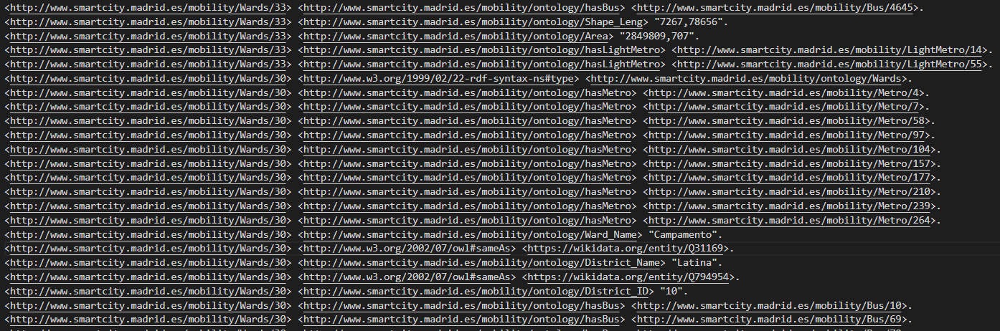 <http://www.smartcity.madrid.es/mobility/Wards/33> <http://www.smartcity.madrid.es/mobility/ontology/hasBus> <http://www.smartcity.madrid.es/mobility/Bus/4645>.
<http://www.smartcity.madrid.es/mobility/Wards/33> <http://www.smartcity.madrid.es/mobility/ontology/Shape_Leng> "7267,78656".
<http://www.smartcity.madrid.es/mobility/Wards/33> <http://www.smartcity.madrid.es/mobility/ontology/Area> "2849809,707".
<http://www.smartcity.madrid.es/mobility/Wards/33> <http://www.smartcity.madrid.es/mobility/ontology/hasLightMetro> <http://www.smartcity.madrid.es/mobility/LightMetro/14>.
<http://www.smartcity.madrid.es/mobility/Wards/33> <http://www.smartcity.madrid.es/mobility/ontology/hasLightMetro> <http://www.smartcity.madrid.es/mobility/LightMetro/55>.
<http://www.smartcity.madrid.es/mobility/Wards/30> <http://www.w3.org/1999/02/22-rdf-syntax-ns#type> <http://www.smartcity.madrid.es/mobility/ontology/Wards>.
<http://www.smartcity.madrid.es/mobility/Wards/30> <http://www.smartcity.madrid.es/mobility/ontology/hasMetro> <http://www.smartcity.madrid.es/mobility/Metro/4>.
<http://www.smartcity.madrid.es/mobility/Wards/30> <http://www.smartcity.madrid.es/mobility/ontology/hasMetro> <http://www.smartcity.madrid.es/mobility/Metro/7>.
<http://www.smartcity.madrid.es/mobility/Wards/30> <http://www.smartcity.madrid.es/mobility/ontology/hasMetro> <http://www.smartcity.madrid.es/mobility/Metro/58>.
<http://www.smartcity.madrid.es/mobility/Wards/30> <http://www.smartcity.madrid.es/mobility/ontology/hasMetro> <http://www.smartcity.madrid.es/mobility/Metro/97>.
<http://www.smartcity.madrid.es/mobility/Wards/30> <http://www.smartcity.madrid.es/mobility/ontology/hasMetro> <http://www.smartcity.madrid.es/mobility/Metro/104>.
<http://www.smartcity.madrid.es/mobility/Wards/30> <http://www.smartcity.madrid.es/mobility/ontology/hasMetro> <http://www.smartcity.madrid.es/mobility/Metro/157>.
<http://www.smartcity.madrid.es/mobility/Wards/30> <http://www.smartcity.madrid.es/mobility/ontology/hasMetro> <http://www.smartcity.madrid.es/mobility/Metro/177>.
<http://www.smartcity.madrid.es/mobility/Wards/30> <http://www.smartcity.madrid.es/mobility/ontology/hasMetro> <http://www.smartcity.madrid.es/mobility/Metro/210>.
<http://www.smartcity.madrid.es/mobility/Wards/30> <http://www.smartcity.madrid.es/mobility/ontology/hasMetro> <http://www.smartcity.madrid.es/mobility/Metro/239>.
<http://www.smartcity.madrid.es/mobility/Wards/30> <http://www.smartcity.madrid.es/mobility/ontology/hasMetro> <http://www.smartcity.madrid.es/mobility/Metro/264>.
<http://www.smartcity.madrid.es/mobility/Wards/30> <http://www.smartcity.madrid.es/mobility/ontology/Ward_Name> "Campamento".
<http://www.smartcity.madrid.es/mobility/Wards/30> <http://www.w3.org/2002/07/owl#sameAs> <https://wikidata.org/entity/Q31169>.
<http://www.smartcity.madrid.es/mobility/Wards/30> <http://www.smartcity.madrid.es/mobility/ontology/District_Name> "Latina".
<http://www.smartcity.madrid.es/mobility/Wards/30> <http://www.w3.org/2002/07/owl#sameAs> <https://wikidata.org/entity/Q794954>.
<http://www.smartcity.madrid.es/mobility/Wards/30> <http://www.smartcity.madrid.es/mobility/ontology/District_ID> "10".
<http://www.smartcity.madrid.es/mobility/Wards/30> <http://www.smartcity.madrid.es/mobility/ontology/hasBus> <http://www.smartcity.madrid.es/mobility/Bus/10>.
<http://www.smartcity.madrid.es/mobility/Wards/30> <http://www.smartcity.madrid.es/mobility/ontology/hasBus> <http://www.smartcity.madrid.es/mobility/Bus/69>.